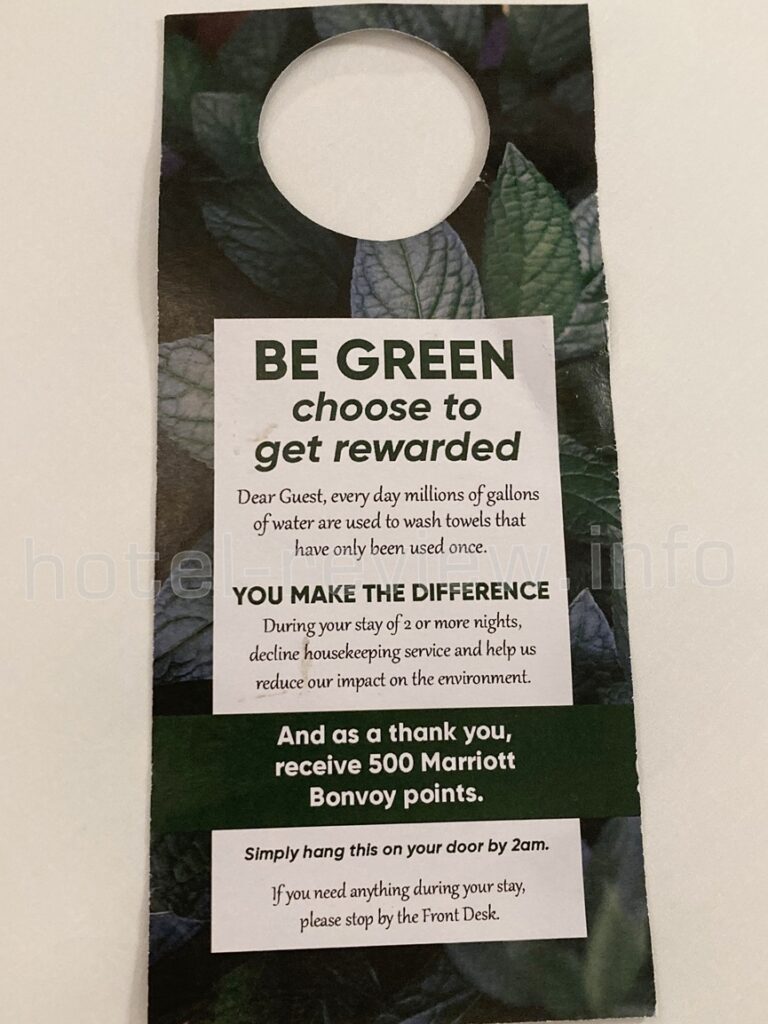 BE GREEN
choose to
get rewarded
Dear Guest, every day millions of gallons
of water are used to wash towels that
have only been used once.
hotel-review.info
YOU MAKE THE DIFFERENCE
During your stay of 2 or more nights,
decline housekeeping service and help us
reduce our impact on the environment.
And as a thank you,
receive 500 Marriott
Bonvoy points.
Simply hang this on your door by 2am.
If you need anything during your stay,
please stop by the Front Desk.